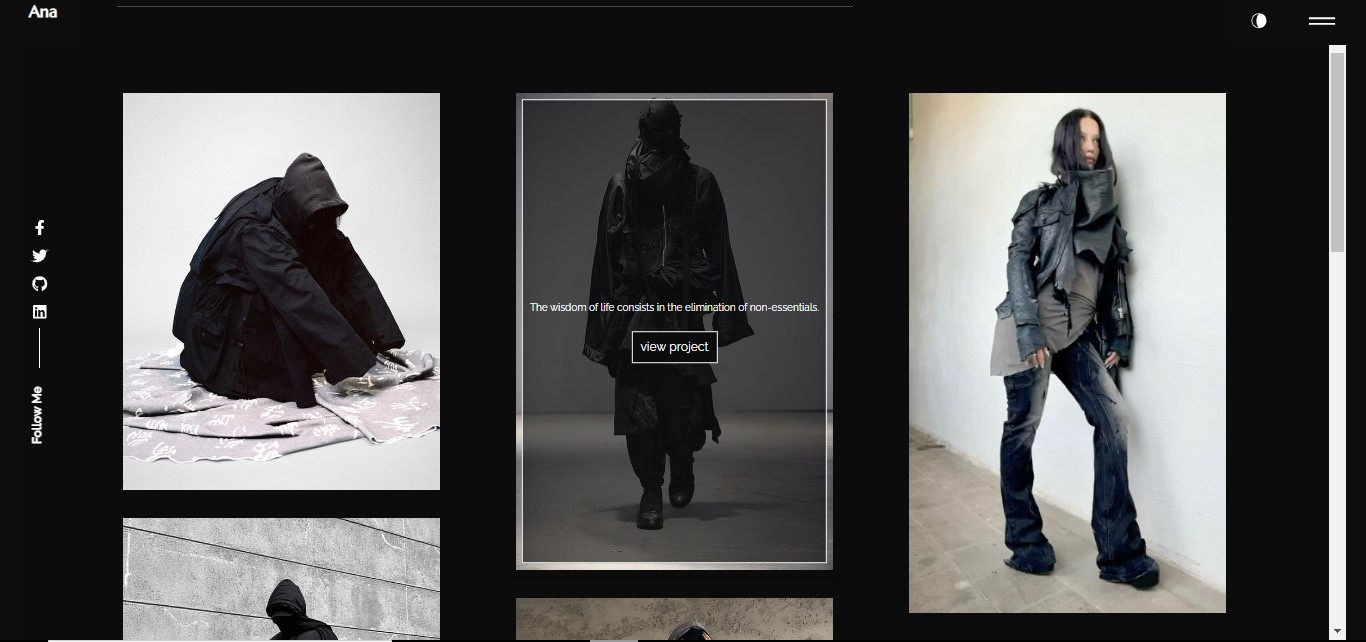 Ana
The wisdom of life consists in the elimination of non-essentials.
view project
Follow Me